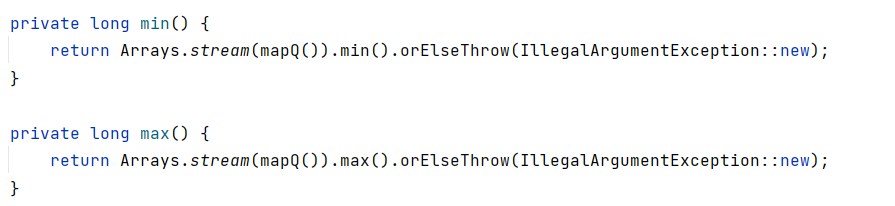 private long min() {
    return Arrays.stream(mapQ()).min().orElseThrow(IllegalArgumentException::new);
}

private long max() {
    return Arrays.stream(mapQ()).max().orElseThrow(IllegalArgumentException::new);
}